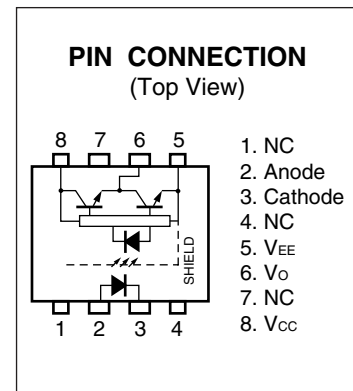 PIN CONNECTION
(Top View)
8 7 6 5
SHIELD
1 2 3 4
1. NC
2. Anode
3. Cathode
4. NC
5. VEE
6. VO
7. NC
8. VCC